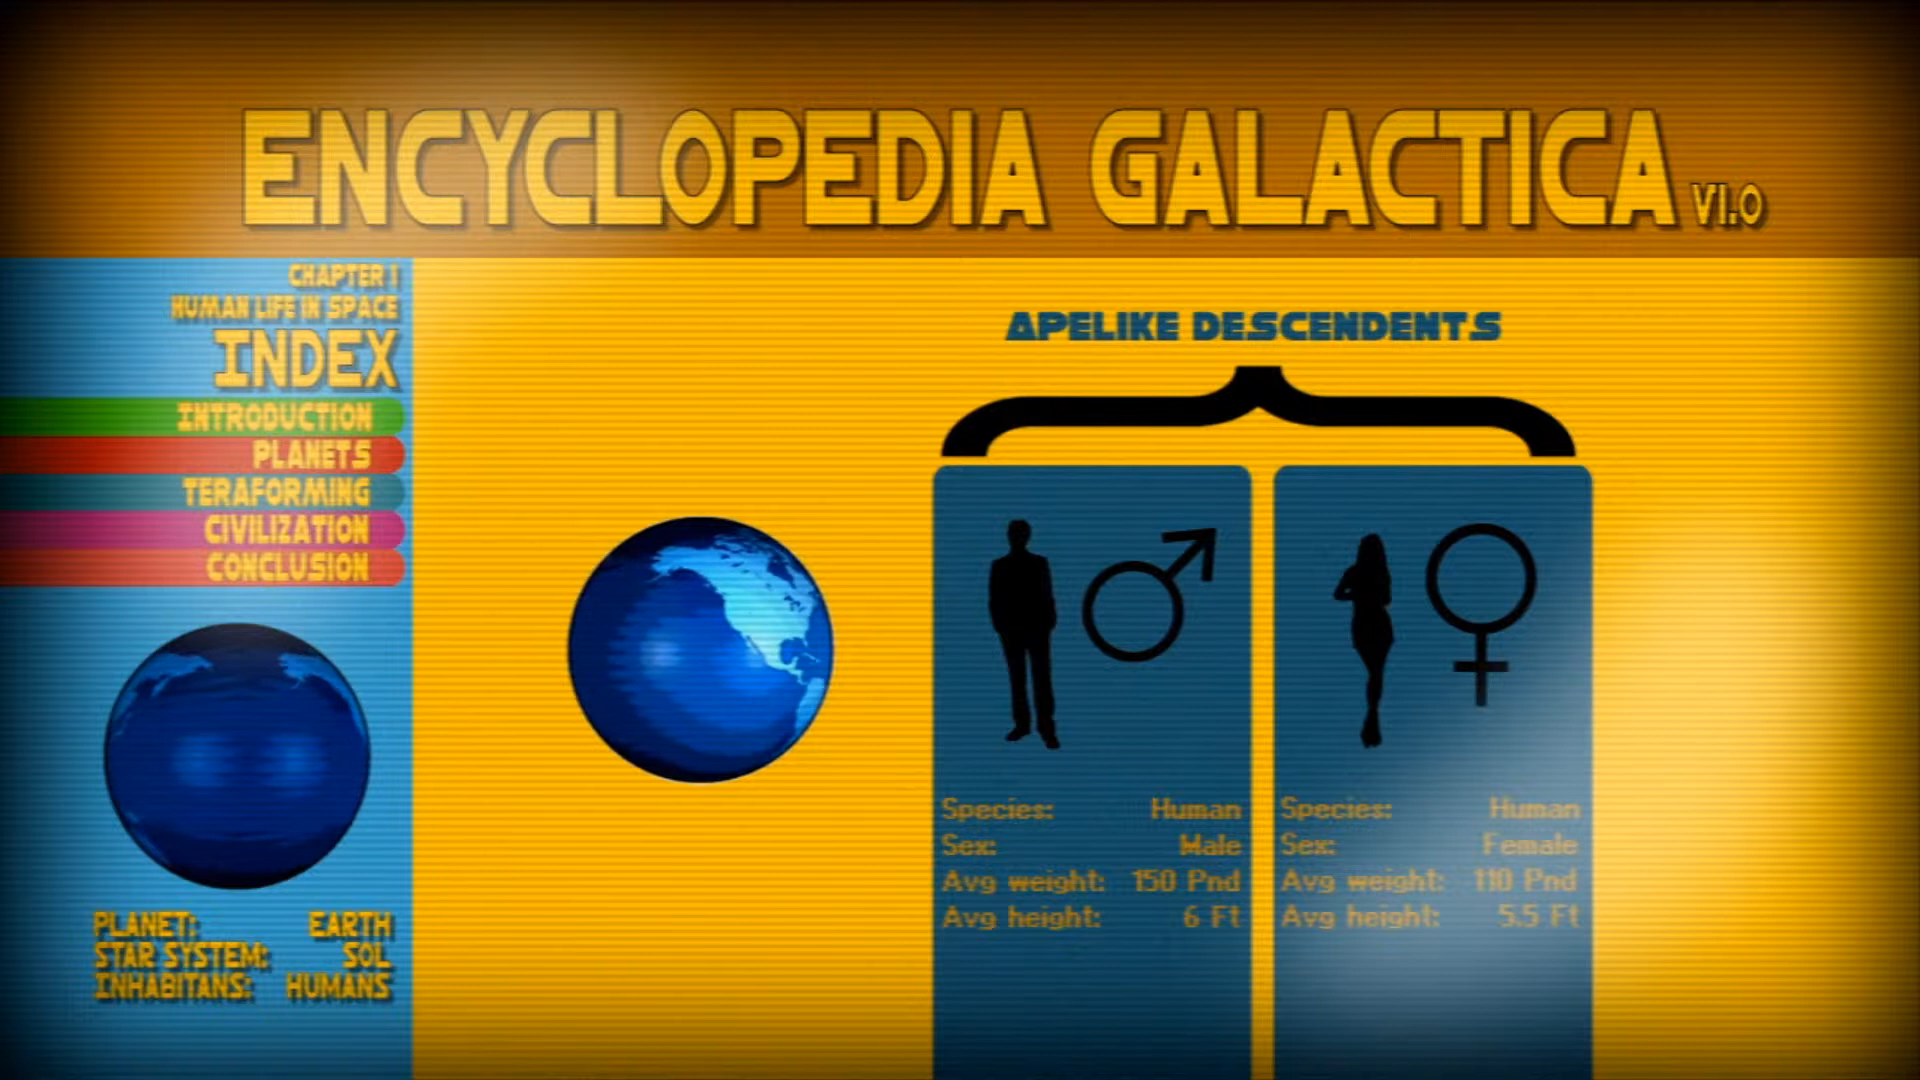 ENCYCLOPEDIA GALACTICA V1.0
CHAPTER 1
HUMAN LIFE IN SPACE
INDEX
INTRODUCTION
PLANETS
TERAFORMING
CIVILIZATION
CONCLUSION
PLANET: EARTH
STAR SYSTEM: SOL
INHABITANS: HUMANS
APELIKE DESCENDENTS
Species: Human
Sex: Male
Avg weight: 150 Pnd
Avg height: 6 Ft
Species: Human
Sex: Female
Avg weight: 110 Pnd
Avg height: 5.5 Ft